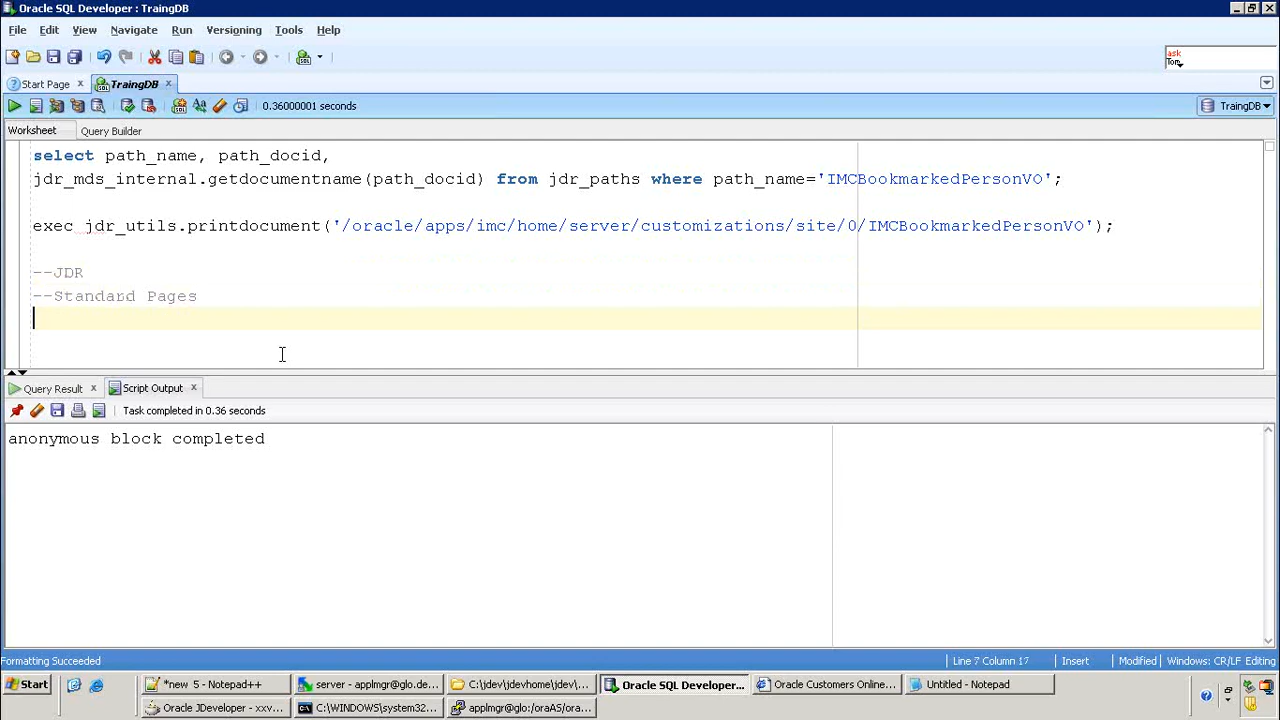 Oracle SQL Developer : TraingDB
File Edit View Navigate Run Versioning Tools Help
ask
Tom
Start Page TraingDB
0.36000001 seconds TraingDB
Worksheet Query Builder
select path_name, path_docid,
jdr_mds_internal.getdocumentname(path_docid) from jdr_paths where path_name='IMCBookmarkedPersonVO';
exec jdr_utils.printdocument('/oracle/apps/imc/home/server/customizations/site/0/IMCBookmarkedPersonVO');
--JDR
--Standard Pages
Query Result Script Output
Task completed in 0.36 seconds
anonymous block completed
Formatting Succeeded Line 7 Column 17 Insert Modified Windows: CR/LF Editing
Start *new 5 - Notepad++ server - applmgr@glo.de... C:\jdev\jdevhome\jdev\... Oracle SQL Developer... Oracle Customers Online... Untitled - Notepad
Oracle JDeveloper - xxv... C:\WINDOWS\system32... applmgr@glo:/oraAS/ora...